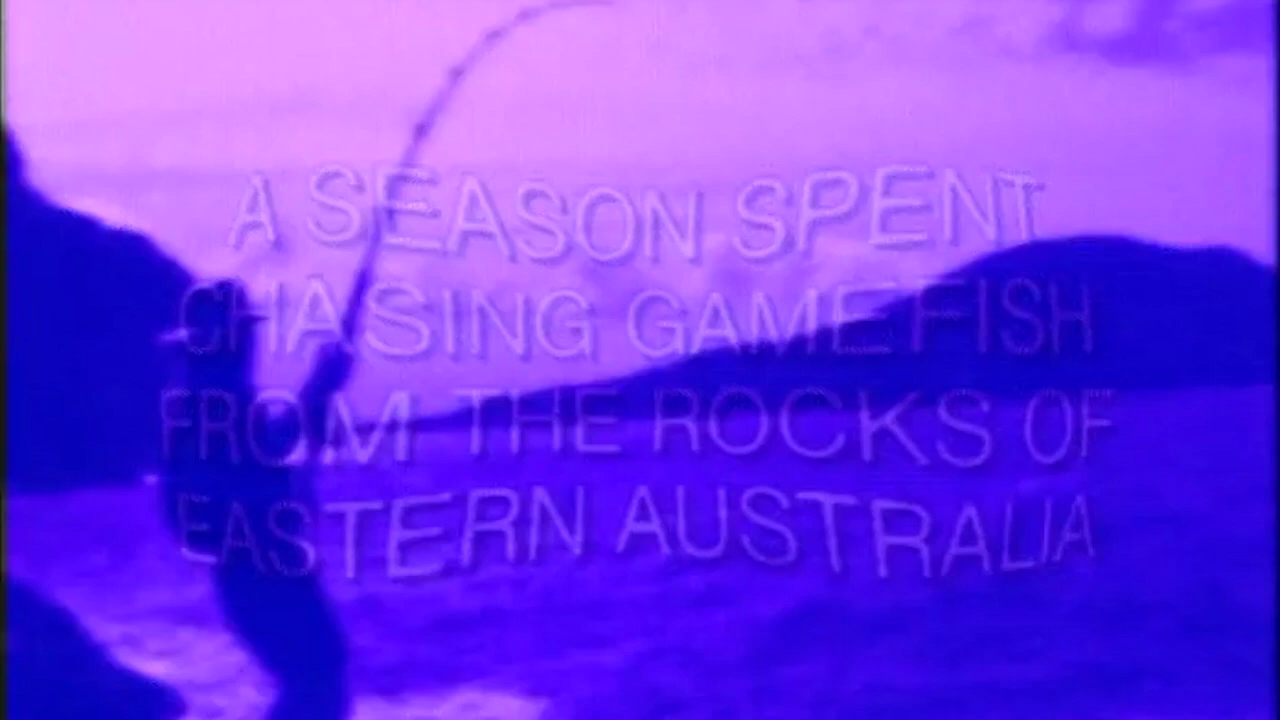 A SEASON SPENT
CHASING GAMEFISH
FROM THE ROCKS OF
EASTERN AUSTRALIA